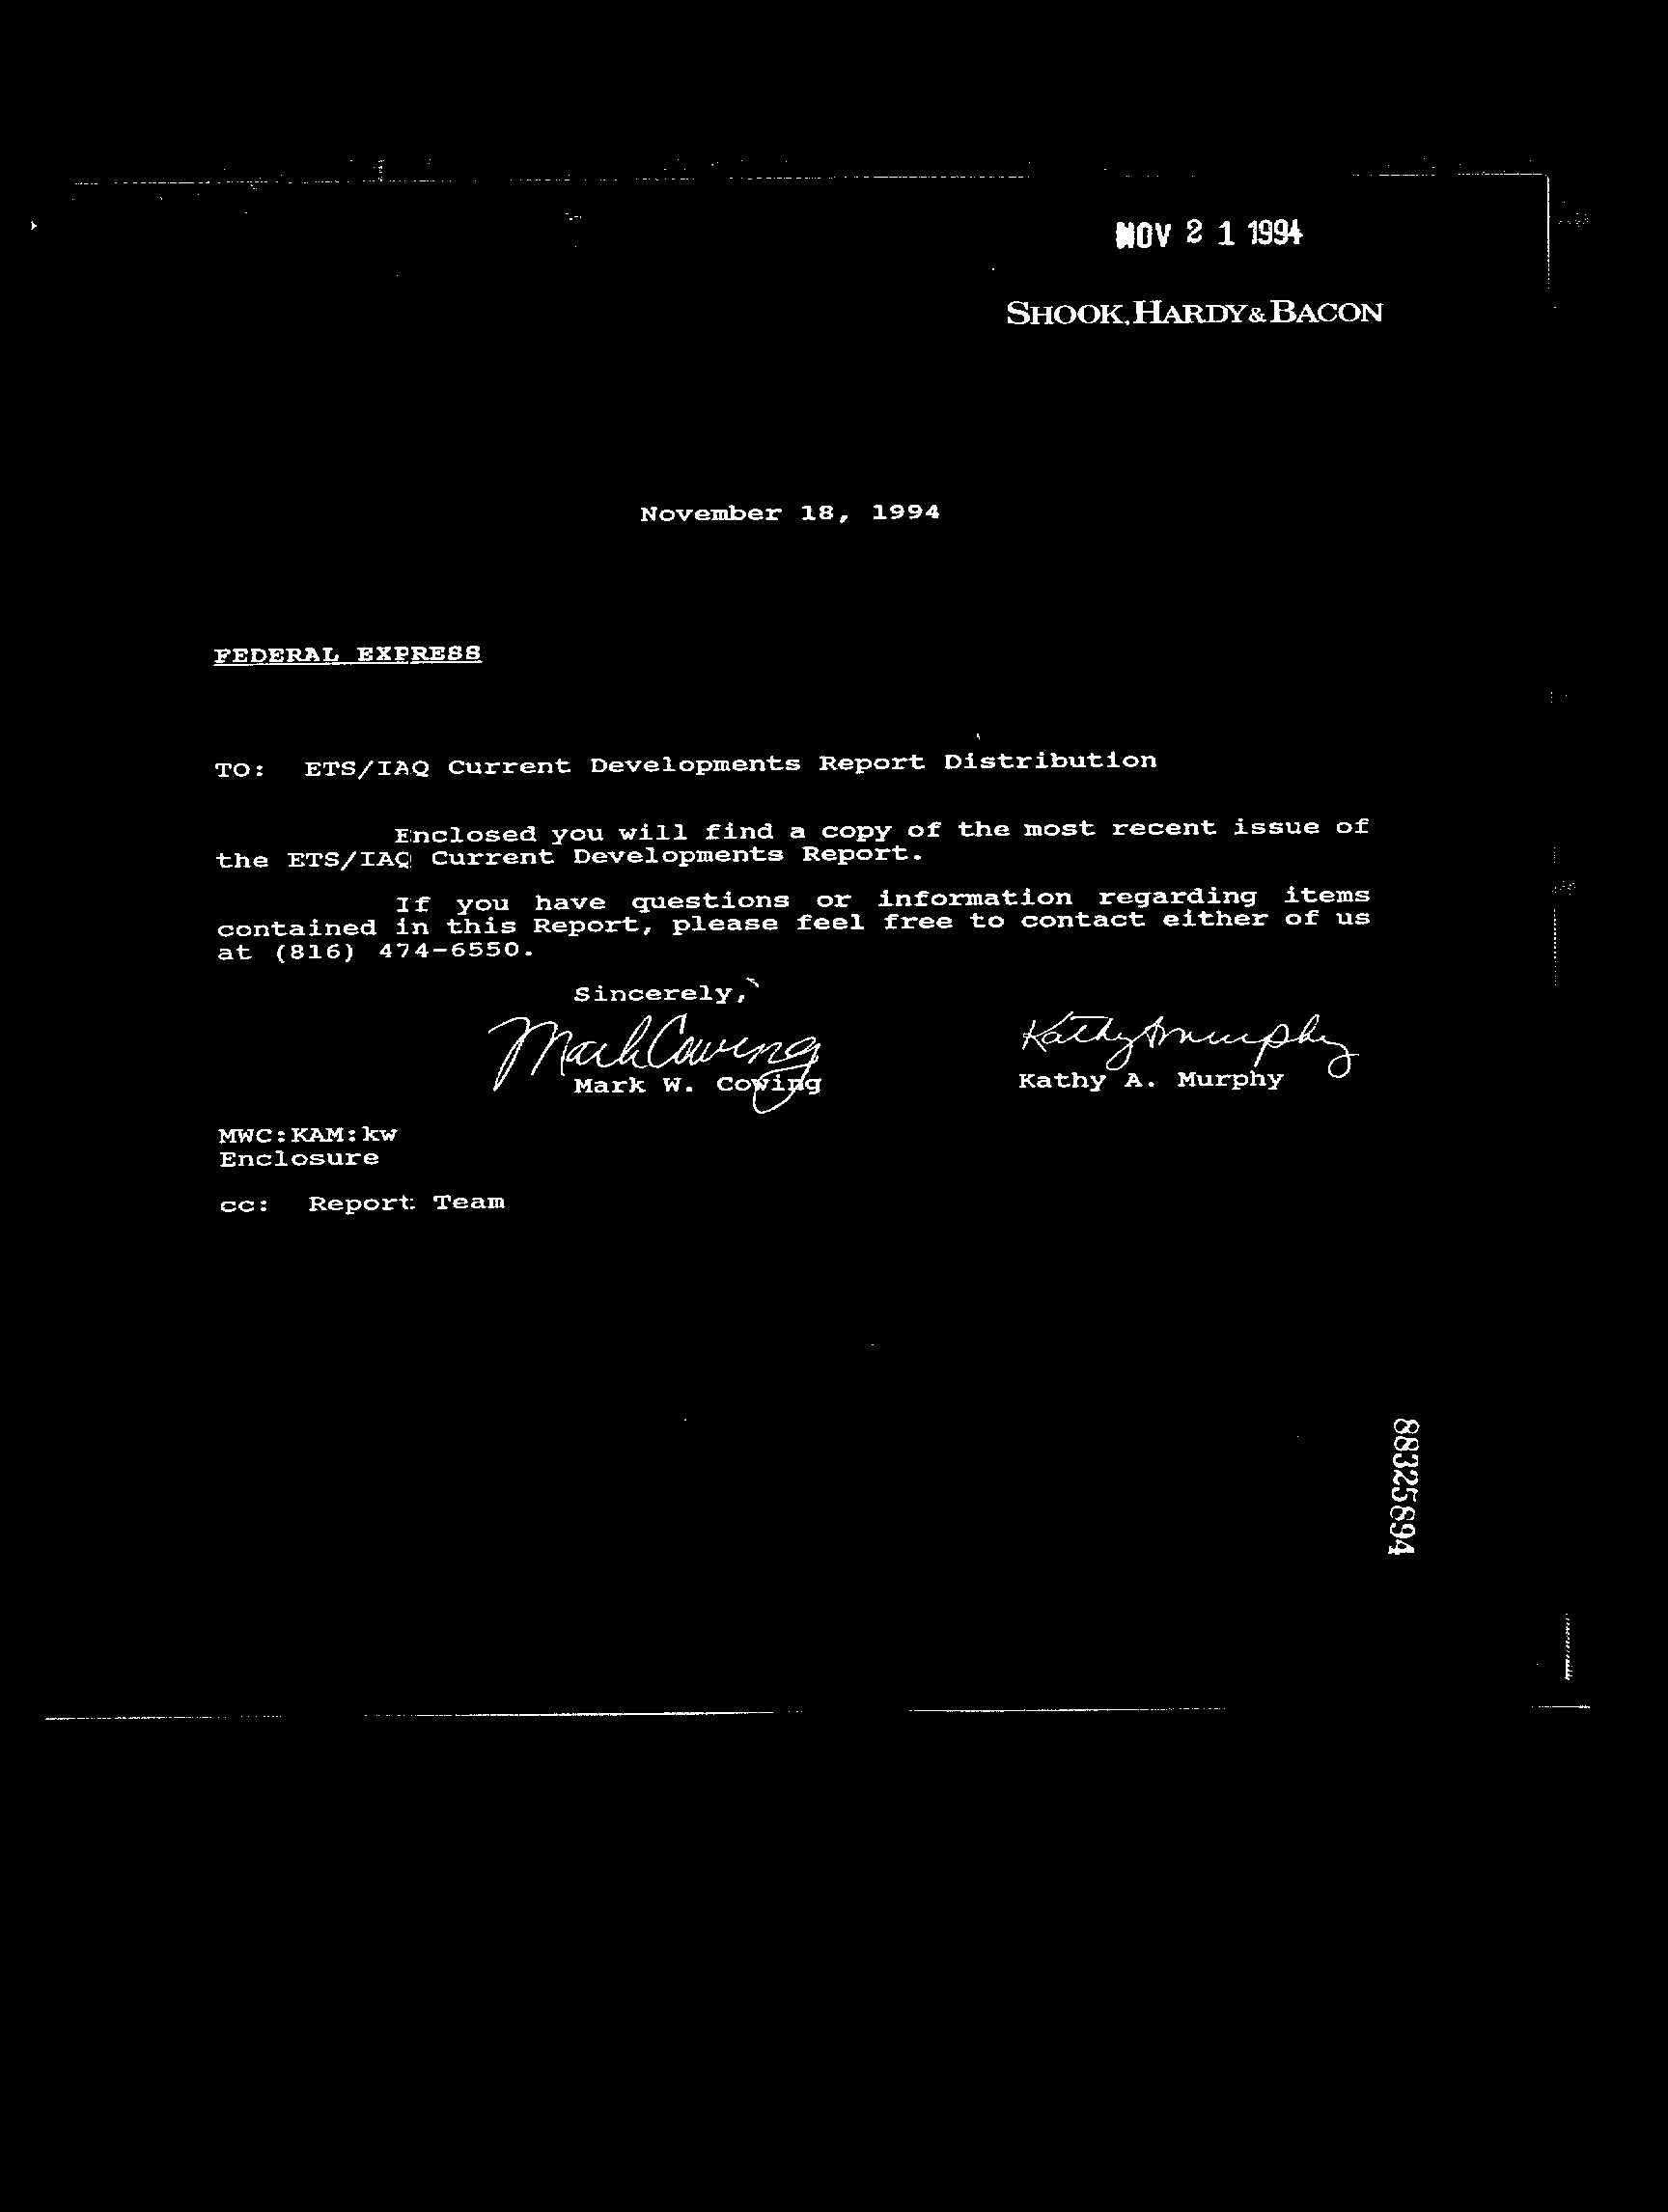 NOV 2 1 1994
SHOOK, HARDY & BACON
November 18, 1994
FEDERAL EXPRESS
TO: ETS/IAQ Current Developments Report Distribution
Enclosed you will find a copy of the most recent issue of
the ETS/IAQ Current Developments Report.
If you have questions or information regarding items
contained in this Report, please feel free to contact either of us
at (816) 474-6550.
Sincerely,
Mark Cowing
Kathy A Murphy
Mark W. Cowing
Kathy A. Murphy
MWC:KAM:kw
Enclosure
cc: Report Team
88325894